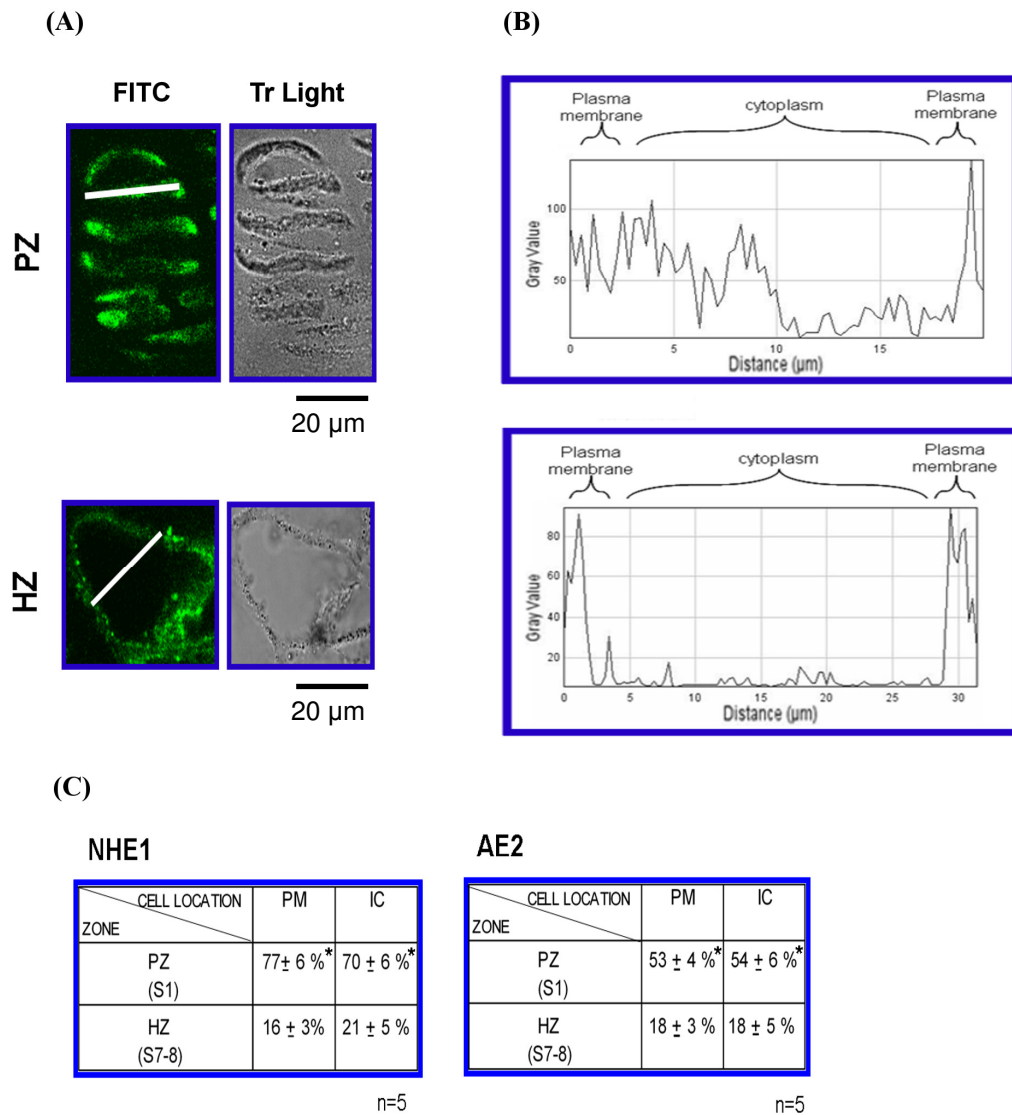 (A)
FITC Tr Light
PZ
20 µm
HZ
20 µm
(B)
Plasma membrane
cytoplasm
Plasma membrane
Gray Value
100
50
0 5 10 15
Distance (µm)
Plasma membrane
cytoplasm
Plasma membrane
Gray Value
80
60
40
20
0 5 10 15 20 25 30
Distance (µm)
(C)
NHE1
CELL LOCATION PM IC
ZONE
PZ 77± 6 %* 70 ± 6 %*
(S1)
HZ 16 ± 3% 21 ± 5 %
(S7-8)
n=5
AE2
CELL LOCATION PM IC
ZONE
PZ 53 ± 4 %* 54 ± 6 %*
(S1)
HZ 18 ± 3 % 18 ± 5 %
(S7-8)
n=5